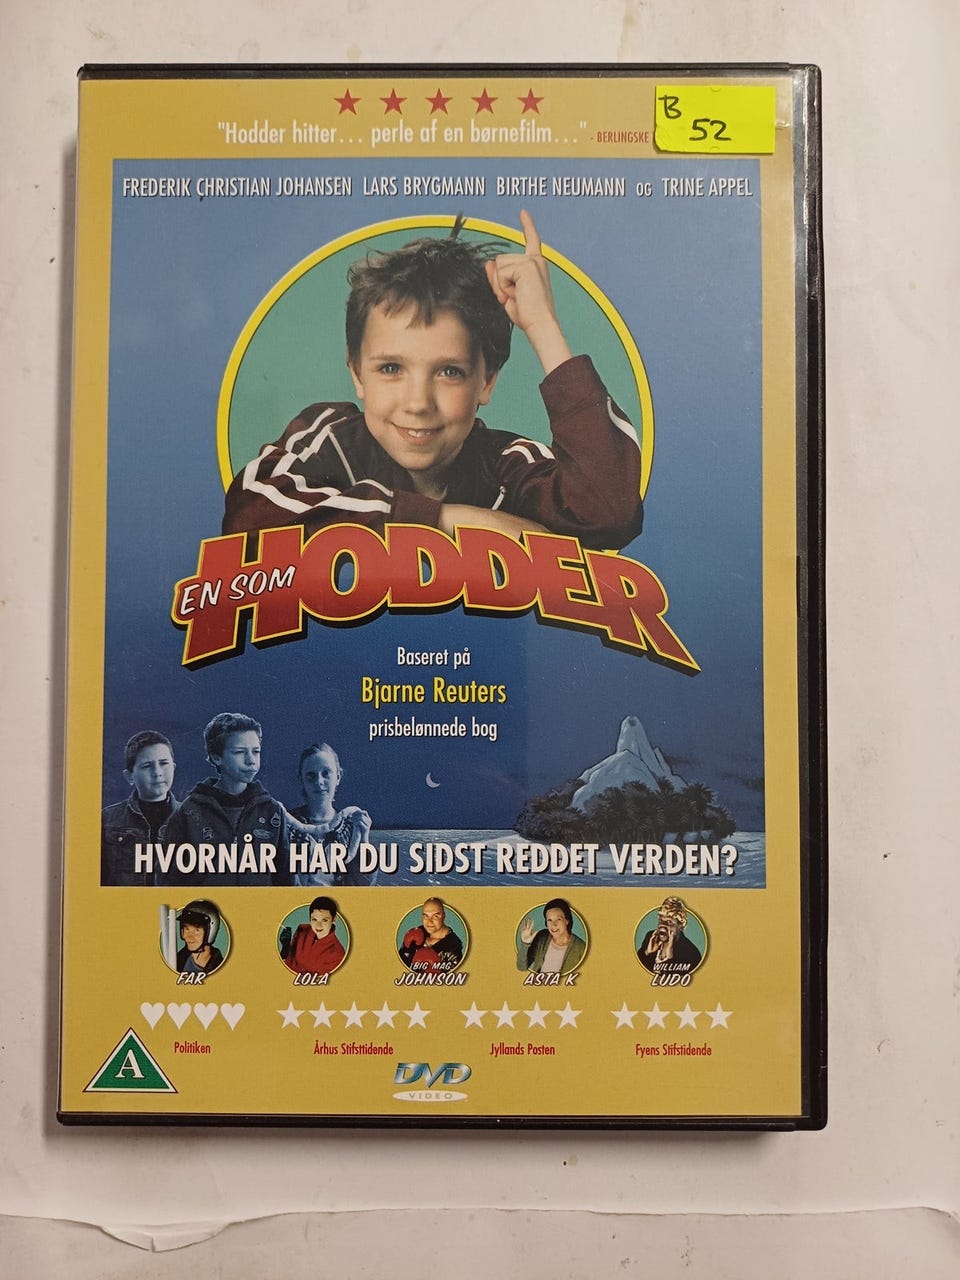 "Hodder hitter... perle af en børnefilm..." - BERLINGSKE
B
52
FREDERIK CHRISTIAN JOHANSEN LARS BRYGMANN BIRTHE NEUMANN OG TRINE APPEL
EN SOM HODDER
Baseret på
Bjarne Reuters
prisbelønnede bog
HVORNÅR HAR DU SIDST REDDET VERDEN?
FAR
LOLA
BIG MAC
JOHNSON
ASTA K
WILLIAM
LUDO
Politiken
Århus Stifsttidende
Jyllands Posten
Fyens Stifstidende
A
DVD
VIDEO